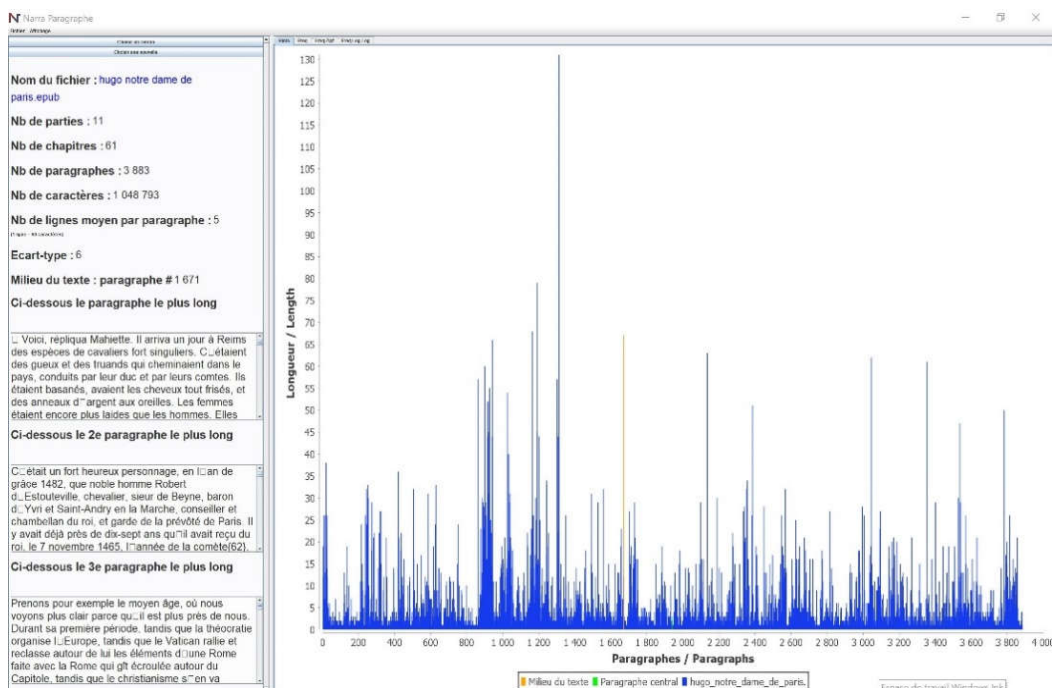 Narra Paragraphe
Fichier Affichage
Choisir une nouvelle
Nom du fichier : hugo notre dame de
paris.epub
Nb de parties : 11
Nb de chapitres : 61
Nb de paragraphes : 3 883
Nb de caractères : 1 048 793
Nb de lignes moyen par paragraphe : 5
Ecart-type : 6
Milieu du texte : paragraphe # 1 671
Ci-dessous le paragraphe le plus long
□ Voici, répliqua Mahiette. Il arriva un jour à Reims
des espèces de cavaliers fort singuliers. C□étaient
des gueux et des truands qui cheminaient dans le
pays, conduits par leur duc et par leurs comtes. Ils
étaient basanés, avaient les cheveux tout frisés, et
des anneaux d□argent aux oreilles. Les femmes
étaient encore plus laides que les hommes. Elles
Ci-dessous le 2e paragraphe le plus long
C□était un fort heureux personnage, en l□an de
grâce 1482, que noble homme Robert
d□Estouteville, chevalier, sieur de Beyne, baron
d□Yvri et Saint-Andry en la Marche, conseiller et
chambellan du roi, et garde de la prévôté de Paris. Il
y avait déjà près de dix-sept ans qu□il avait reçu du
roi, le 7 novembre 1465, l□année de la comète(62),
Ci-dessous le 3e paragraphe le plus long
Prenons pour exemple le moyen âge, où nous
voyons plus clair parce qu□il est plus près de nous.
Durant sa première période, tandis que la théocratie
organise l□Europe, tandis que le Vatican rallie et
reclasse autour de lui les éléments d□une Rome
faite avec la Rome qui gît écroulée autour du
Capitole, tandis que le christianisme s□en va
Longueur / Length
130
125
120
115
110
105
100
95
90
85
80
75
70
65
60
55
50
45
40
35
30
25
20
15
10
5
0
0 200 400 600 800 1 000 1 200 1 400 1 600 1 800 2 000 2 200 2 400 2 600 2 800 3 000 3 200 3 400 3 600 3 800 4 000
Paragraphes / Paragraphs
Milieu du texte Paragraphe central hugo_notre_dame_de_paris.
Espace de travail Windows Ink